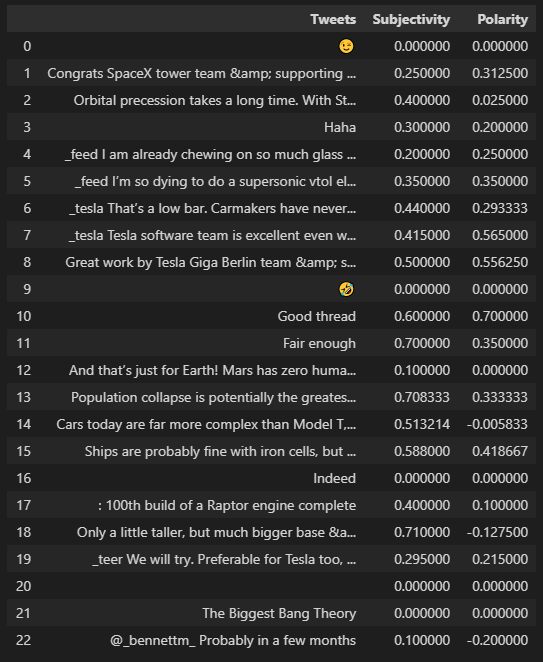 Tweets Subjectivity Polarity
0 😉 0.000000 0.000000
1 Congrats SpaceX tower team &amp; supporting ... 0.250000 0.312500
2 Orbital precession takes a long time. With St... 0.400000 0.025000
3 Haha 0.300000 0.200000
4 _feed I am already chewing on so much glass ... 0.200000 0.250000
5 _feed I’m so dying to do a supersonic vtol el... 0.350000 0.350000
6 _tesla That’s a low bar. Carmakers have never... 0.440000 0.293333
7 _tesla Tesla software team is excellent even w... 0.415000 0.565000
8 Great work by Tesla Giga Berlin team &amp; s... 0.500000 0.556250
9 🤣 0.000000 0.000000
10 Good thread 0.600000 0.700000
11 Fair enough 0.700000 0.350000
12 And that’s just for Earth! Mars has zero huma... 0.100000 0.000000
13 Population collapse is potentially the greates... 0.708333 0.333333
14 Cars today are far more complex than Model T,... 0.513214 -0.005833
15 Ships are probably fine with iron cells, but ... 0.588000 0.418667
16 Indeed 0.000000 0.000000
17 : 100th build of a Raptor engine complete 0.400000 0.100000
18 Only a little taller, but much bigger base &a... 0.710000 -0.127500
19 _teer We will try. Preferable for Tesla too, ... 0.295000 0.215000
20 0.000000 0.000000
21 The Biggest Bang Theory 0.000000 0.000000
22 @_bennettm_ Probably in a few months 0.100000 -0.200000